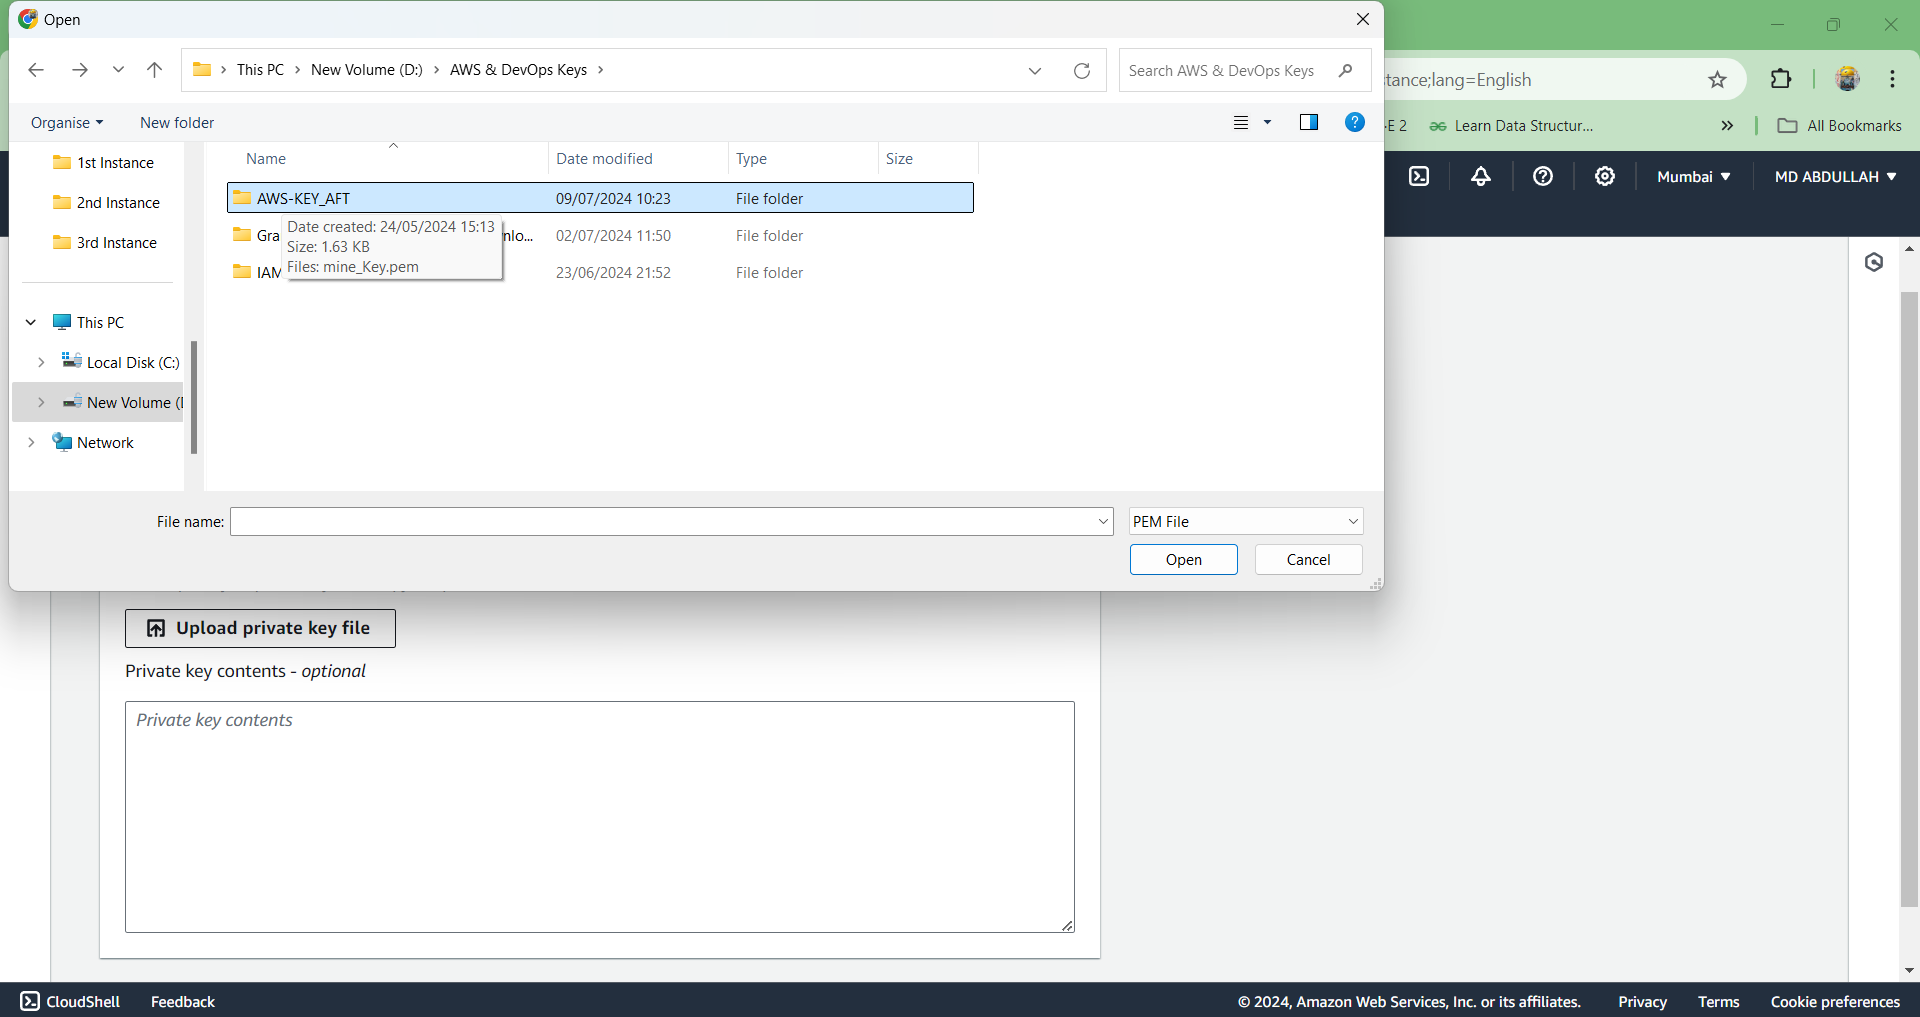 Open
This PC
New Volume (D:)
AWS & DevOps Keys
Search AWS & DevOps Keys
tance;lang=English
Organise
New folder
E 2
Learn Data Structur...
All Bookmarks
1st Instance
2nd Instance
3rd Instance
This PC
Local Disk (C:)
New Volume (
Network
Name
Date modified
Type
Size
AWS-KEY_AFT
09/07/2024 10:23
File folder
Gra
nlo...
02/07/2024 11:50
File folder
IAM
23/06/2024 21:52
File folder
Date created: 24/05/2024 15:13
Size: 1.63 KB
Files: mine_Key.pem
Mumbai
MD ABDULLAH
File name:
PEM File
Open
Cancel
Upload private key file
Private key contents - optional
Private key contents
CloudShell
Feedback
© 2024, Amazon Web Services, Inc. or its affiliates.
Privacy
Terms
Cookie preferences